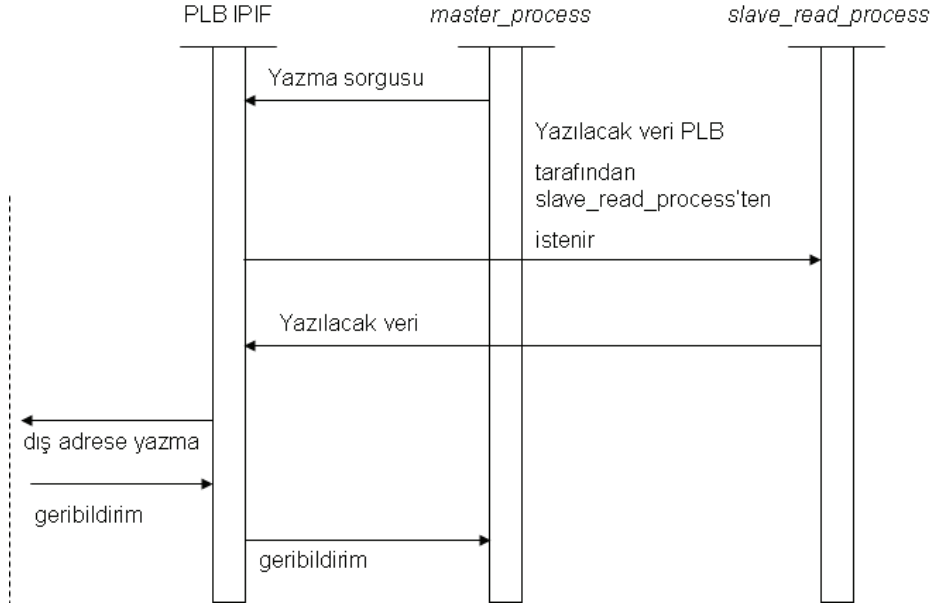 PLB IPIF
master_process
slave_read_process
Yazma sorgusu
Yazılacak veri PLB
tarafından
slave_read_process'ten
istenir
Yazılacak veri
dış adrese yazma
geribildirim
geribildirim